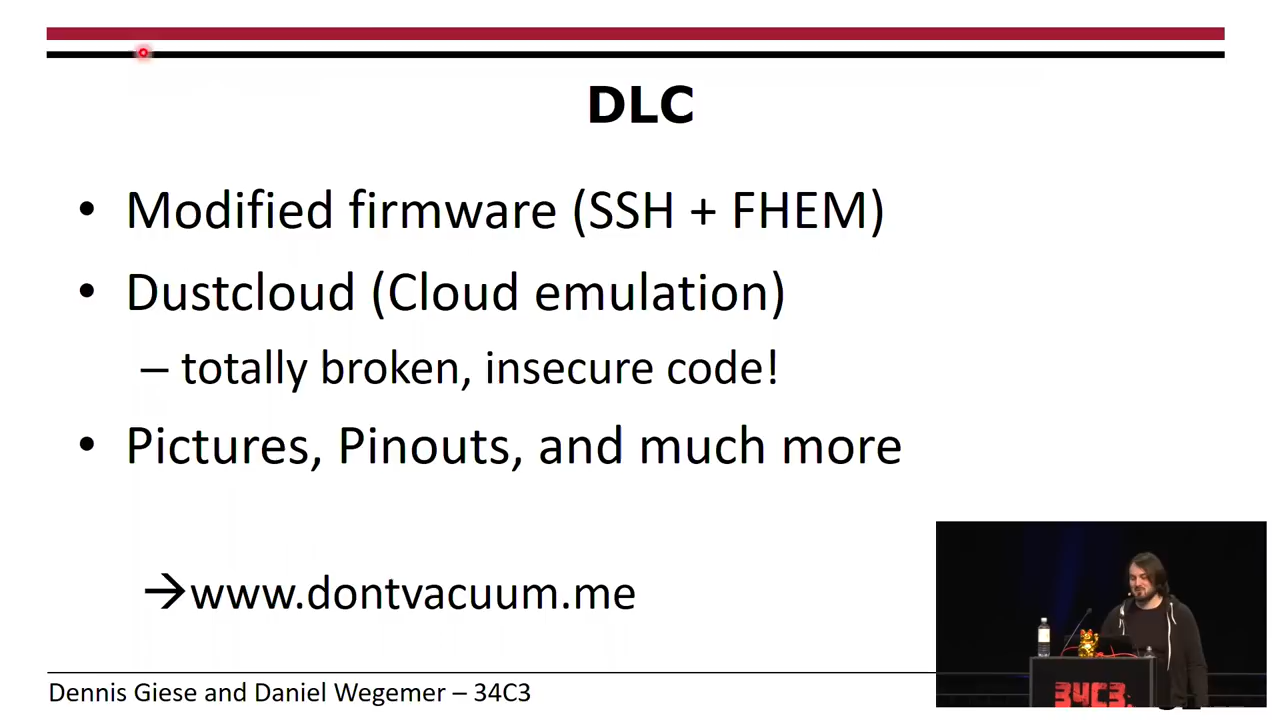 DLC
• Modified firmware (SSH + FHEM)
• Dustcloud (Cloud emulation)
– totally broken, insecure code!
• Pictures, Pinouts, and much more
→www.dontvacuum.me
Dennis Giese and Daniel Wegemer – 34C3
34C3